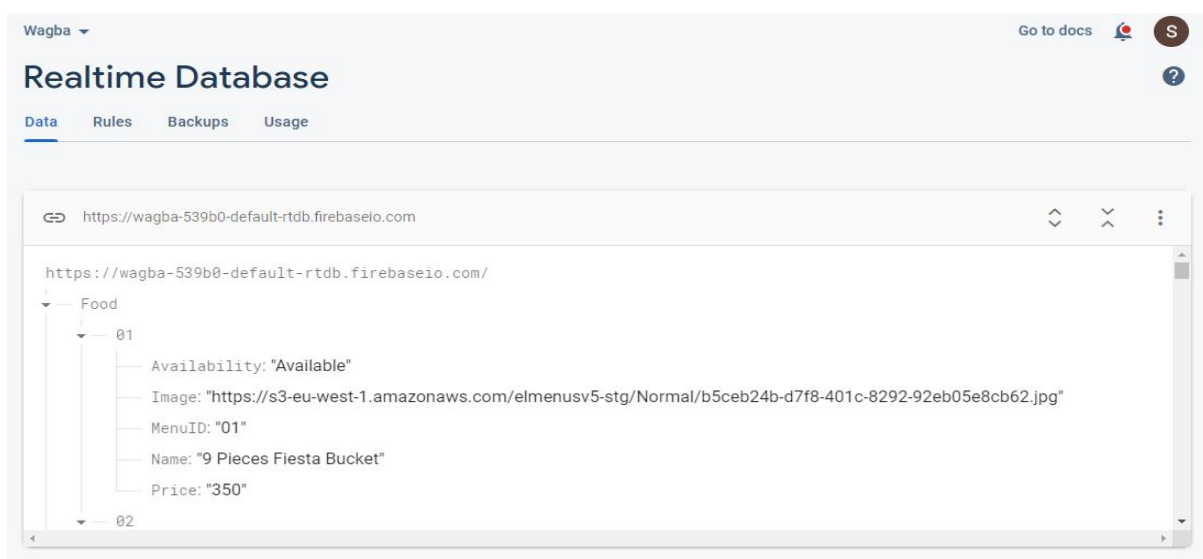 Wagba
Go to docs
S
Realtime Database
Data Rules Backups Usage
https://wagba-539b0-default-rtdb.firebaseio.com
https://wagba-539b0-default-rtdb.firebaseio.com/
Food
01
Availability: "Available"
Image: "https://s3-eu-west-1.amazonaws.com/elmenusv5-stg/Normal/b5ceb24b-d7f8-401c-8292-92eb05e8cb62.jpg"
MenuID: "01"
Name: "9 Pieces Fiesta Bucket"
Price: "350"
02